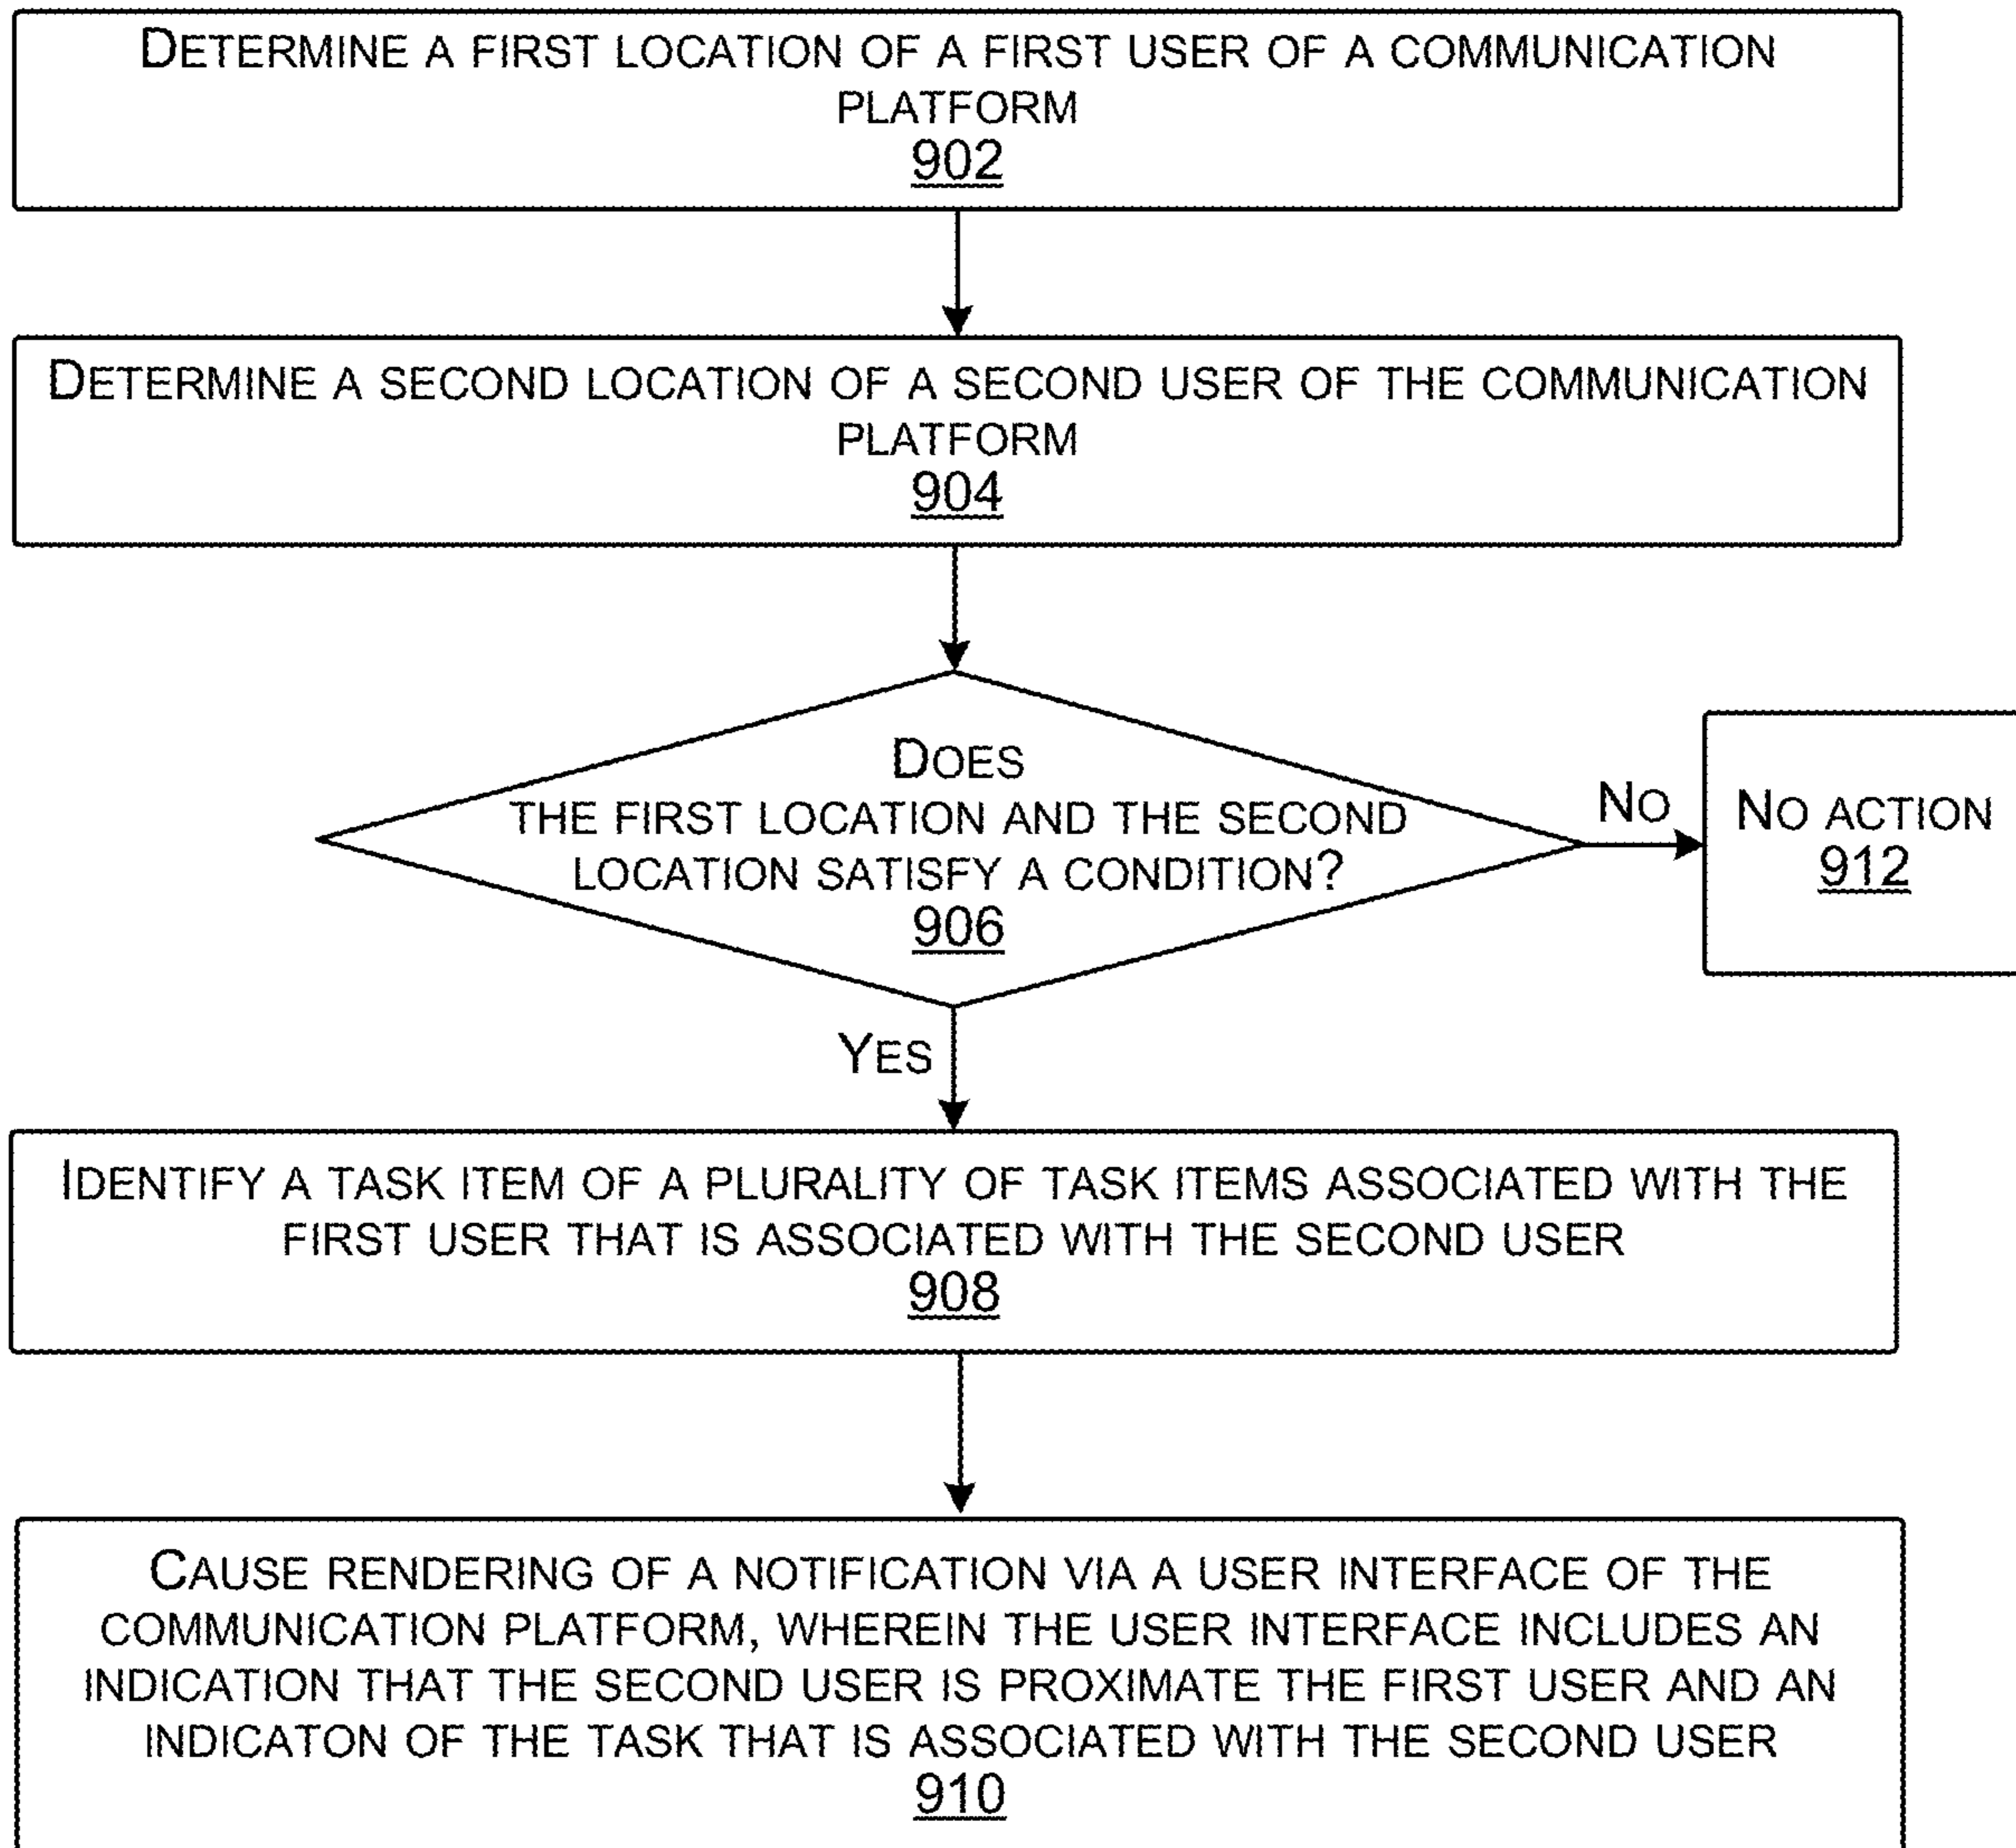 DETERMINE A FIRST LOCATION OF A FIRST USER OF A COMMUNICATION
PLATFORM
902
DETERMINE A SECOND LOCATION OF A SECOND USER OF THE COMMUNICATION
PLATFORM
904
DOES
THE FIRST LOCATION AND THE SECOND
LOCATION SATISFY A CONDITION?
906
NO
NO ACTION
912
YES
IDENTIFY A TASK ITEM OF A PLURALITY OF TASK ITEMS ASSOCIATED WITH THE
FIRST USER THAT IS ASSOCIATED WITH THE SECOND USER
908
CAUSE RENDERING OF A NOTIFICATION VIA A USER INTERFACE OF THE
COMMUNICATION PLATFORM, WHEREIN THE USER INTERFACE INCLUDES AN
INDICATION THAT THE SECOND USER IS PROXIMATE THE FIRST USER AND AN
INDICATON OF THE TASK THAT IS ASSOCIATED WITH THE SECOND USER
910